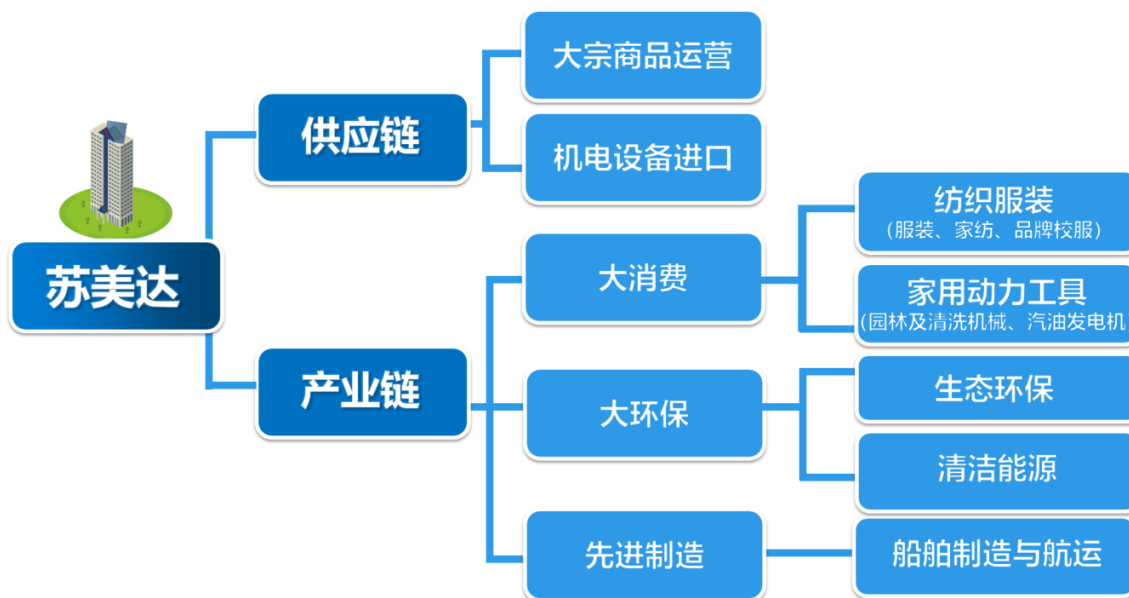 苏美达
供应链
大宗商品运营
机电设备进口
产业链
大消费
纺织服装
(服装、家纺、品牌校服)
家用动力工具
(园林及清洗机械、汽油发电机)
大环保
生态环保
清洁能源
先进制造
船舶制造与航运